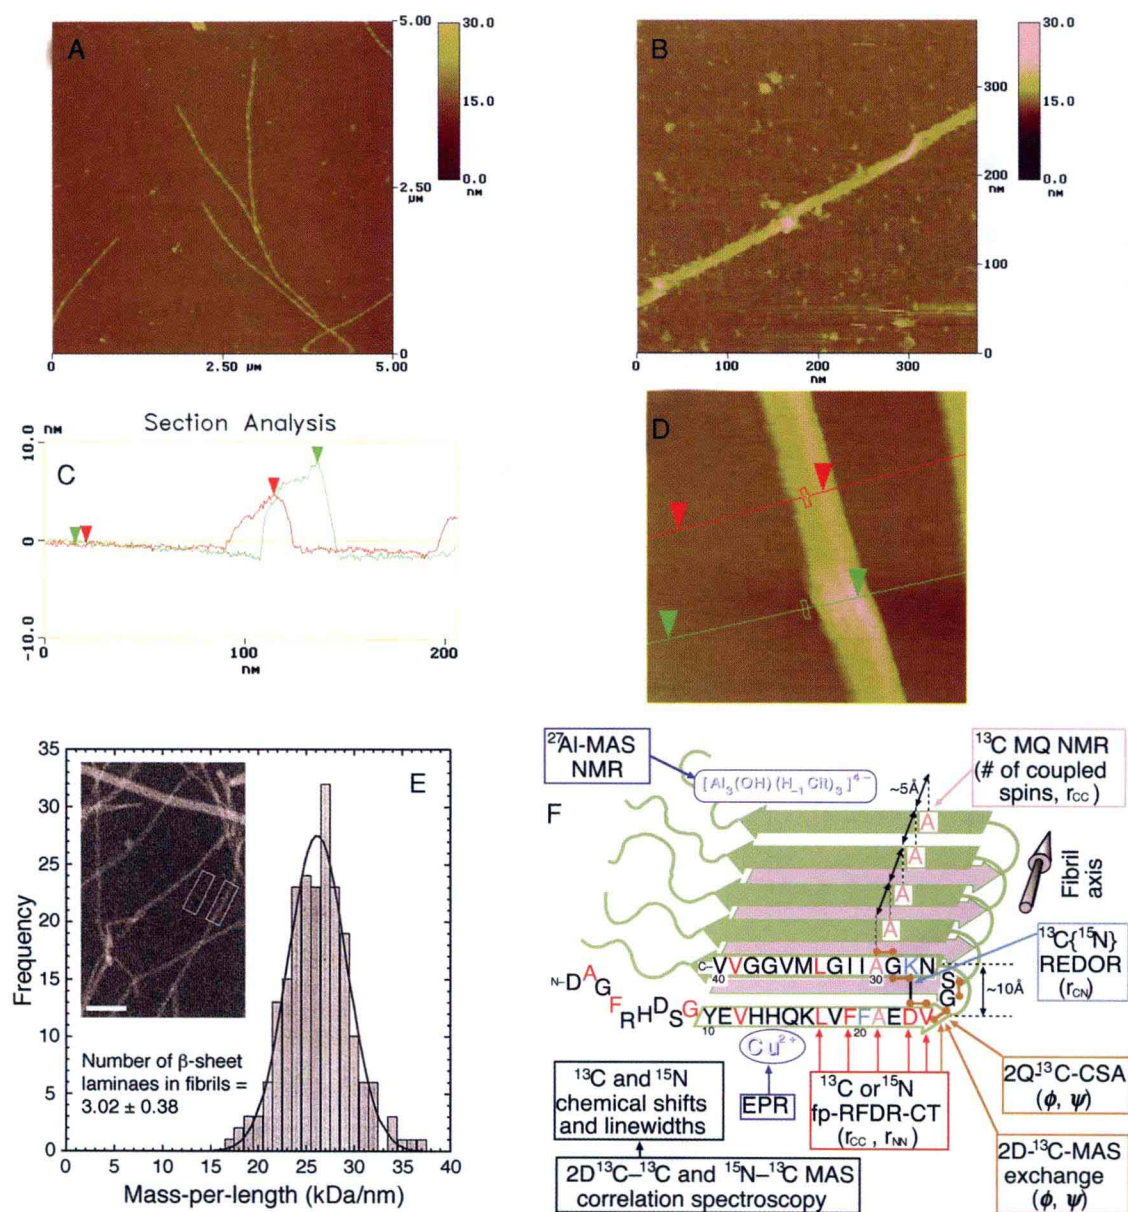 A
5.00
30.0
15.0
0.0
nM
2.50
µM
0
0
2.50
µM
5.00
B
30.0
15.0
0.0
nM
300
200
nM
100
0
0
100
200
300
nM
Section Analysis
C
nM
10.0
0
-10.0
0
100
nM
200
D
E
Frequency
35
30
25
20
15
10
5
0
Number of β-sheet
laminaes in fibrils =
3.02 ± 0.38
0 5 10 15 20 25 30 35 40
Mass-per-length (kDa/nm)
F
²⁷Al-MAS
NMR
[Al₃(OH)(H₋₁Cit)₃]⁴⁻
~5Å
¹³C MQ NMR
(# of coupled
spins, rCC)
A
A
A
A
Fibril
axis
¹³C{¹⁵N}
REDOR
(rCN)
C–VVGGVMLGIIAGKN
40
30
S
G
~10Å
N–DAGFRHDSGYEVHHQKLVFFAEDV
10
20
Cu²⁺
EPR
¹³C and ¹⁵N
chemical shifts
and linewidths
¹³C or ¹⁵N
fp-RFDR-CT
(rCC, rNN)
2Q-¹³C-CSA
(ϕ, ψ)
2D-¹³C-MAS
exchange
(ϕ, ψ)
2D ¹³C–¹³C and ¹⁵N–¹³C MAS
correlation spectroscopy